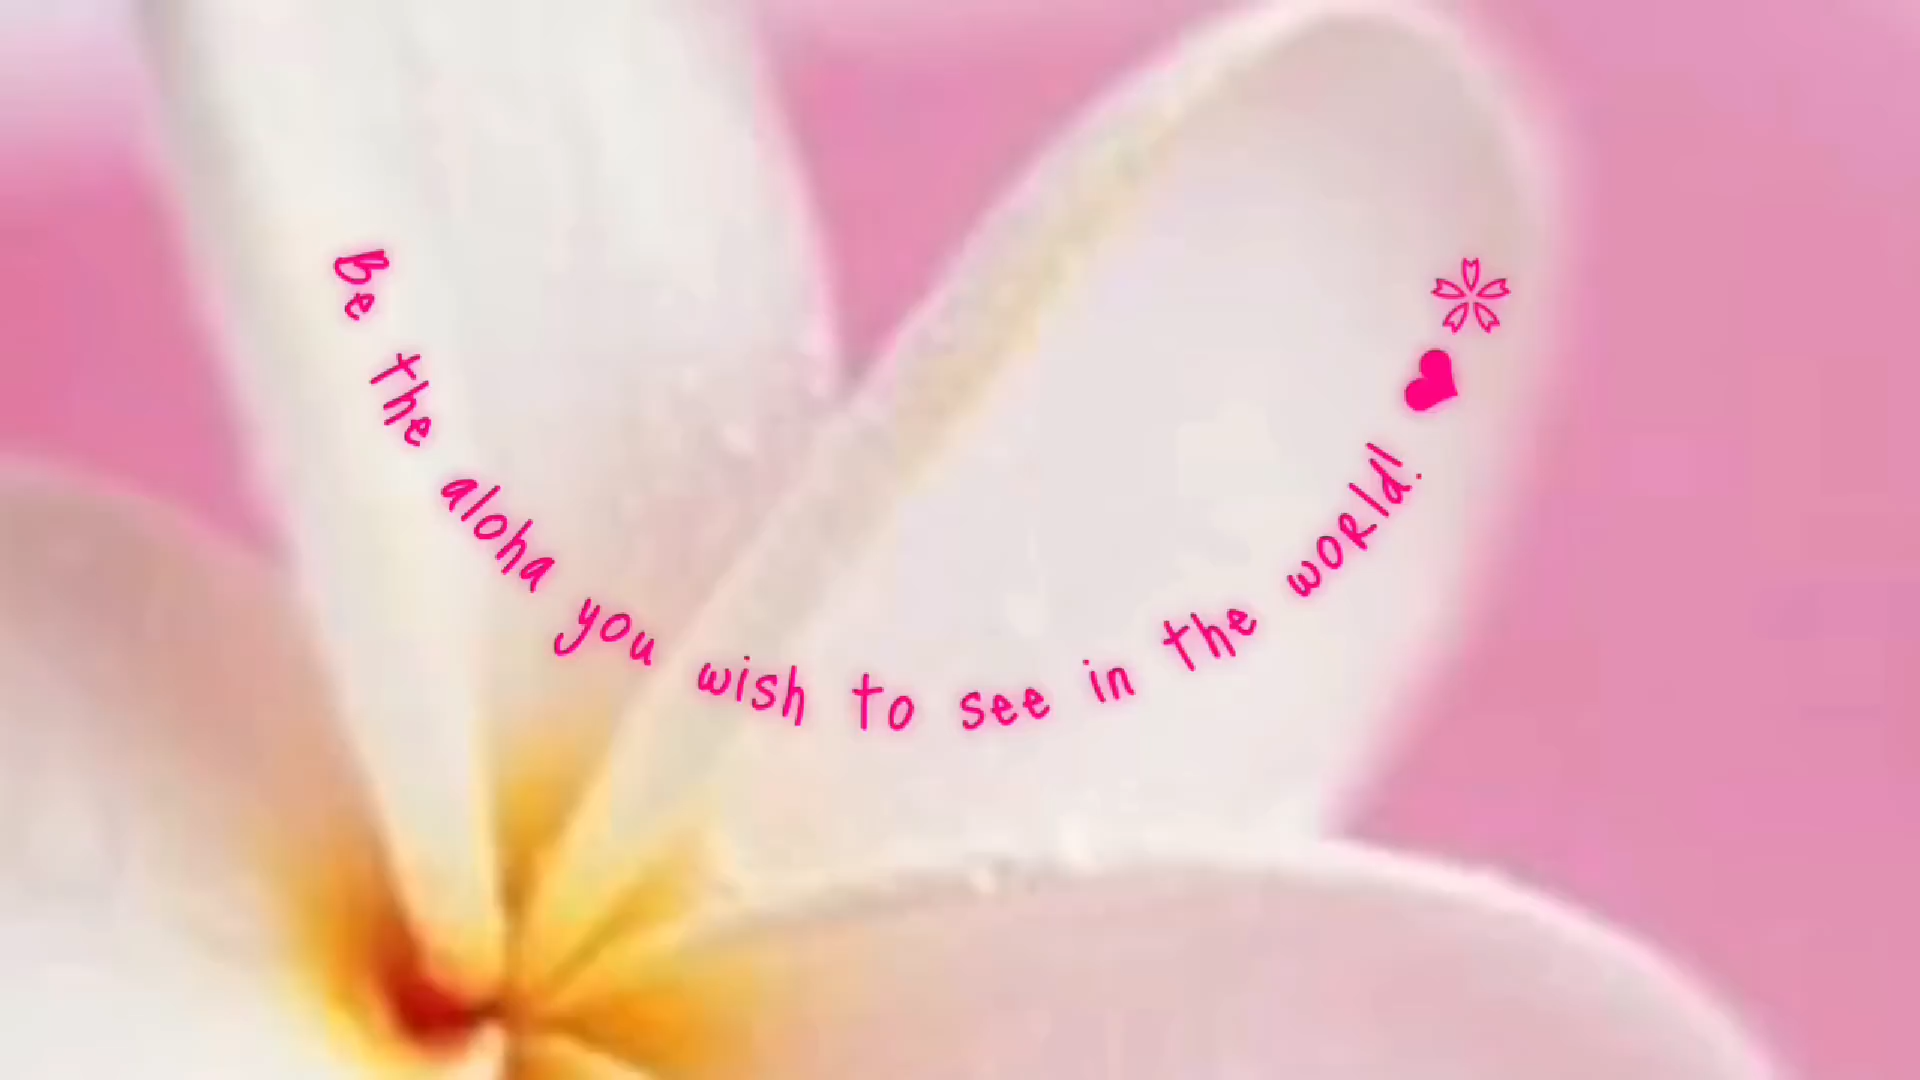 Be the aloha you wish to see in the world! ❤ 🌸